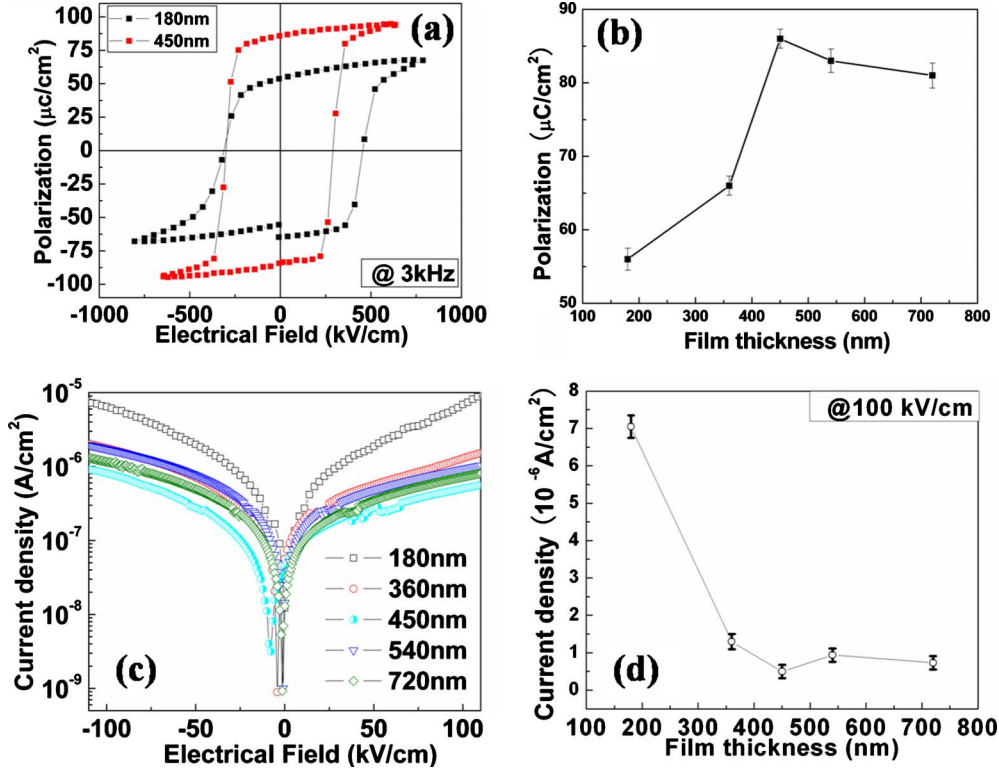 (a)
180nm
450nm
100
75
50
25
0
-25
-50
-75
-100
Polarization (μc/cm²)
@ 3kHz
-1000 -500 0 500 1000
Electrical Field (kV/cm)
(b)
90
80
70
60
50
Polarization (μC/cm²)
100 200 300 400 500 600 700 800
Film thickness (nm)
(c)
10⁻⁵
10⁻⁶
10⁻⁷
10⁻⁸
10⁻⁹
Current density (A/cm²)
180nm
360nm
450nm
540nm
720nm
-100 -50 0 50 100
Electrical Field (kV/cm)
@100 kV/cm
8
7
6
5
4
3
2
1
0
Current density (10⁻⁶A/cm²)
(d)
100 200 300 400 500 600 700 800
Film thickness (nm)